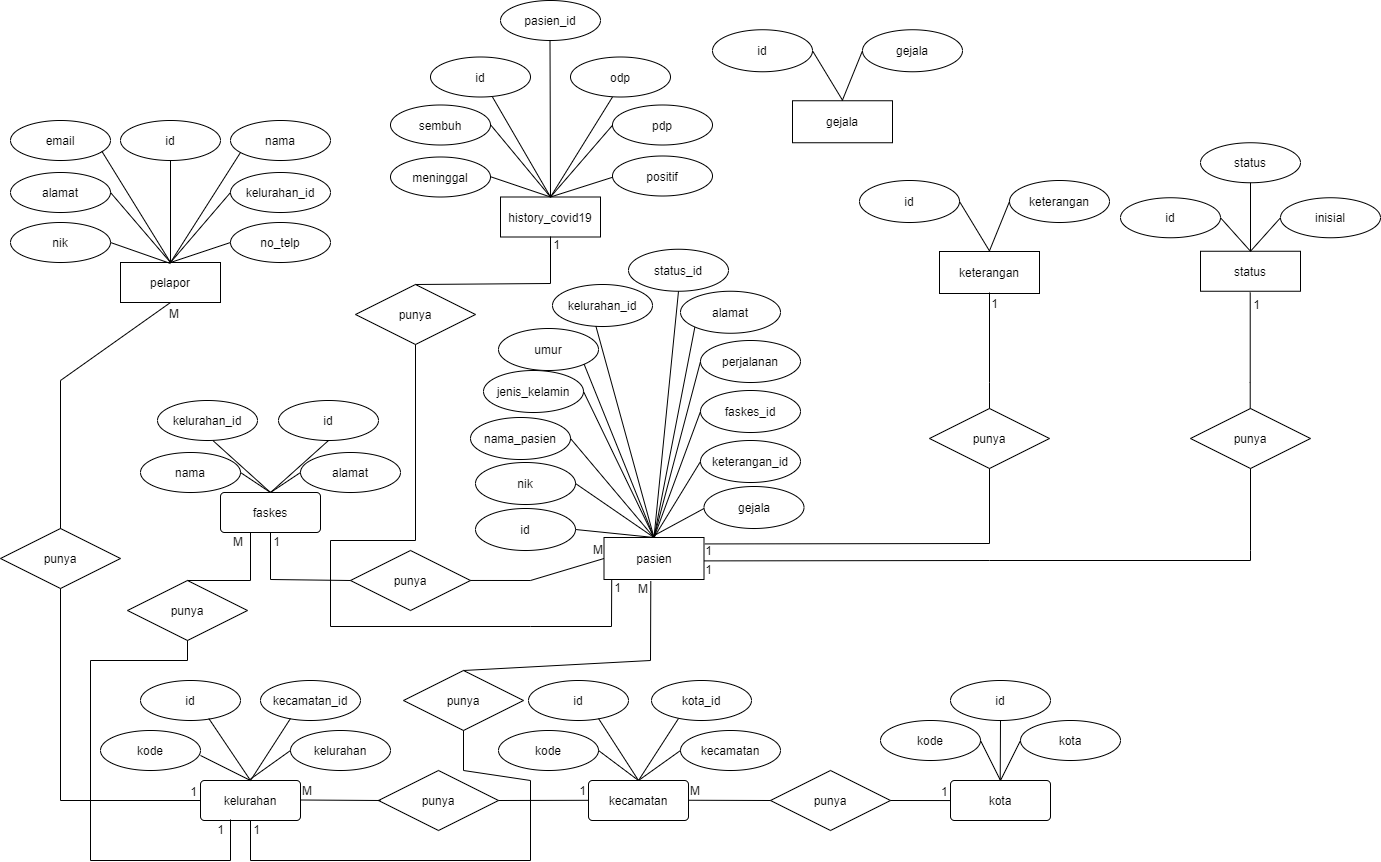 pasien_id
id
gejala
id
odp
gejala
sembuh
pdp
email
id
nama
meninggal
positif
status
alamat
kelurahan_id
id
keterangan
history_covid19
id
inisial
nik
no_telp
1
pelapor
status_id
keterangan
status
M
punya
kelurahan_id
alamat
1
1
umur
perjalanan
jenis_kelamin
faskes_id
kelurahan_id
id
nama_pasien
punya
punya
nama
alamat
keterangan_id
nik
gejala
faskes
id
M
1
M
1
punya
pasien
1
punya
1
M
punya
id
kecamatan_id
punya
id
kota_id
id
kode
kelurahan
kode
kecamatan
kode
kota
1
M
1
M
1
kelurahan
punya
kecamatan
punya
kota
1
1